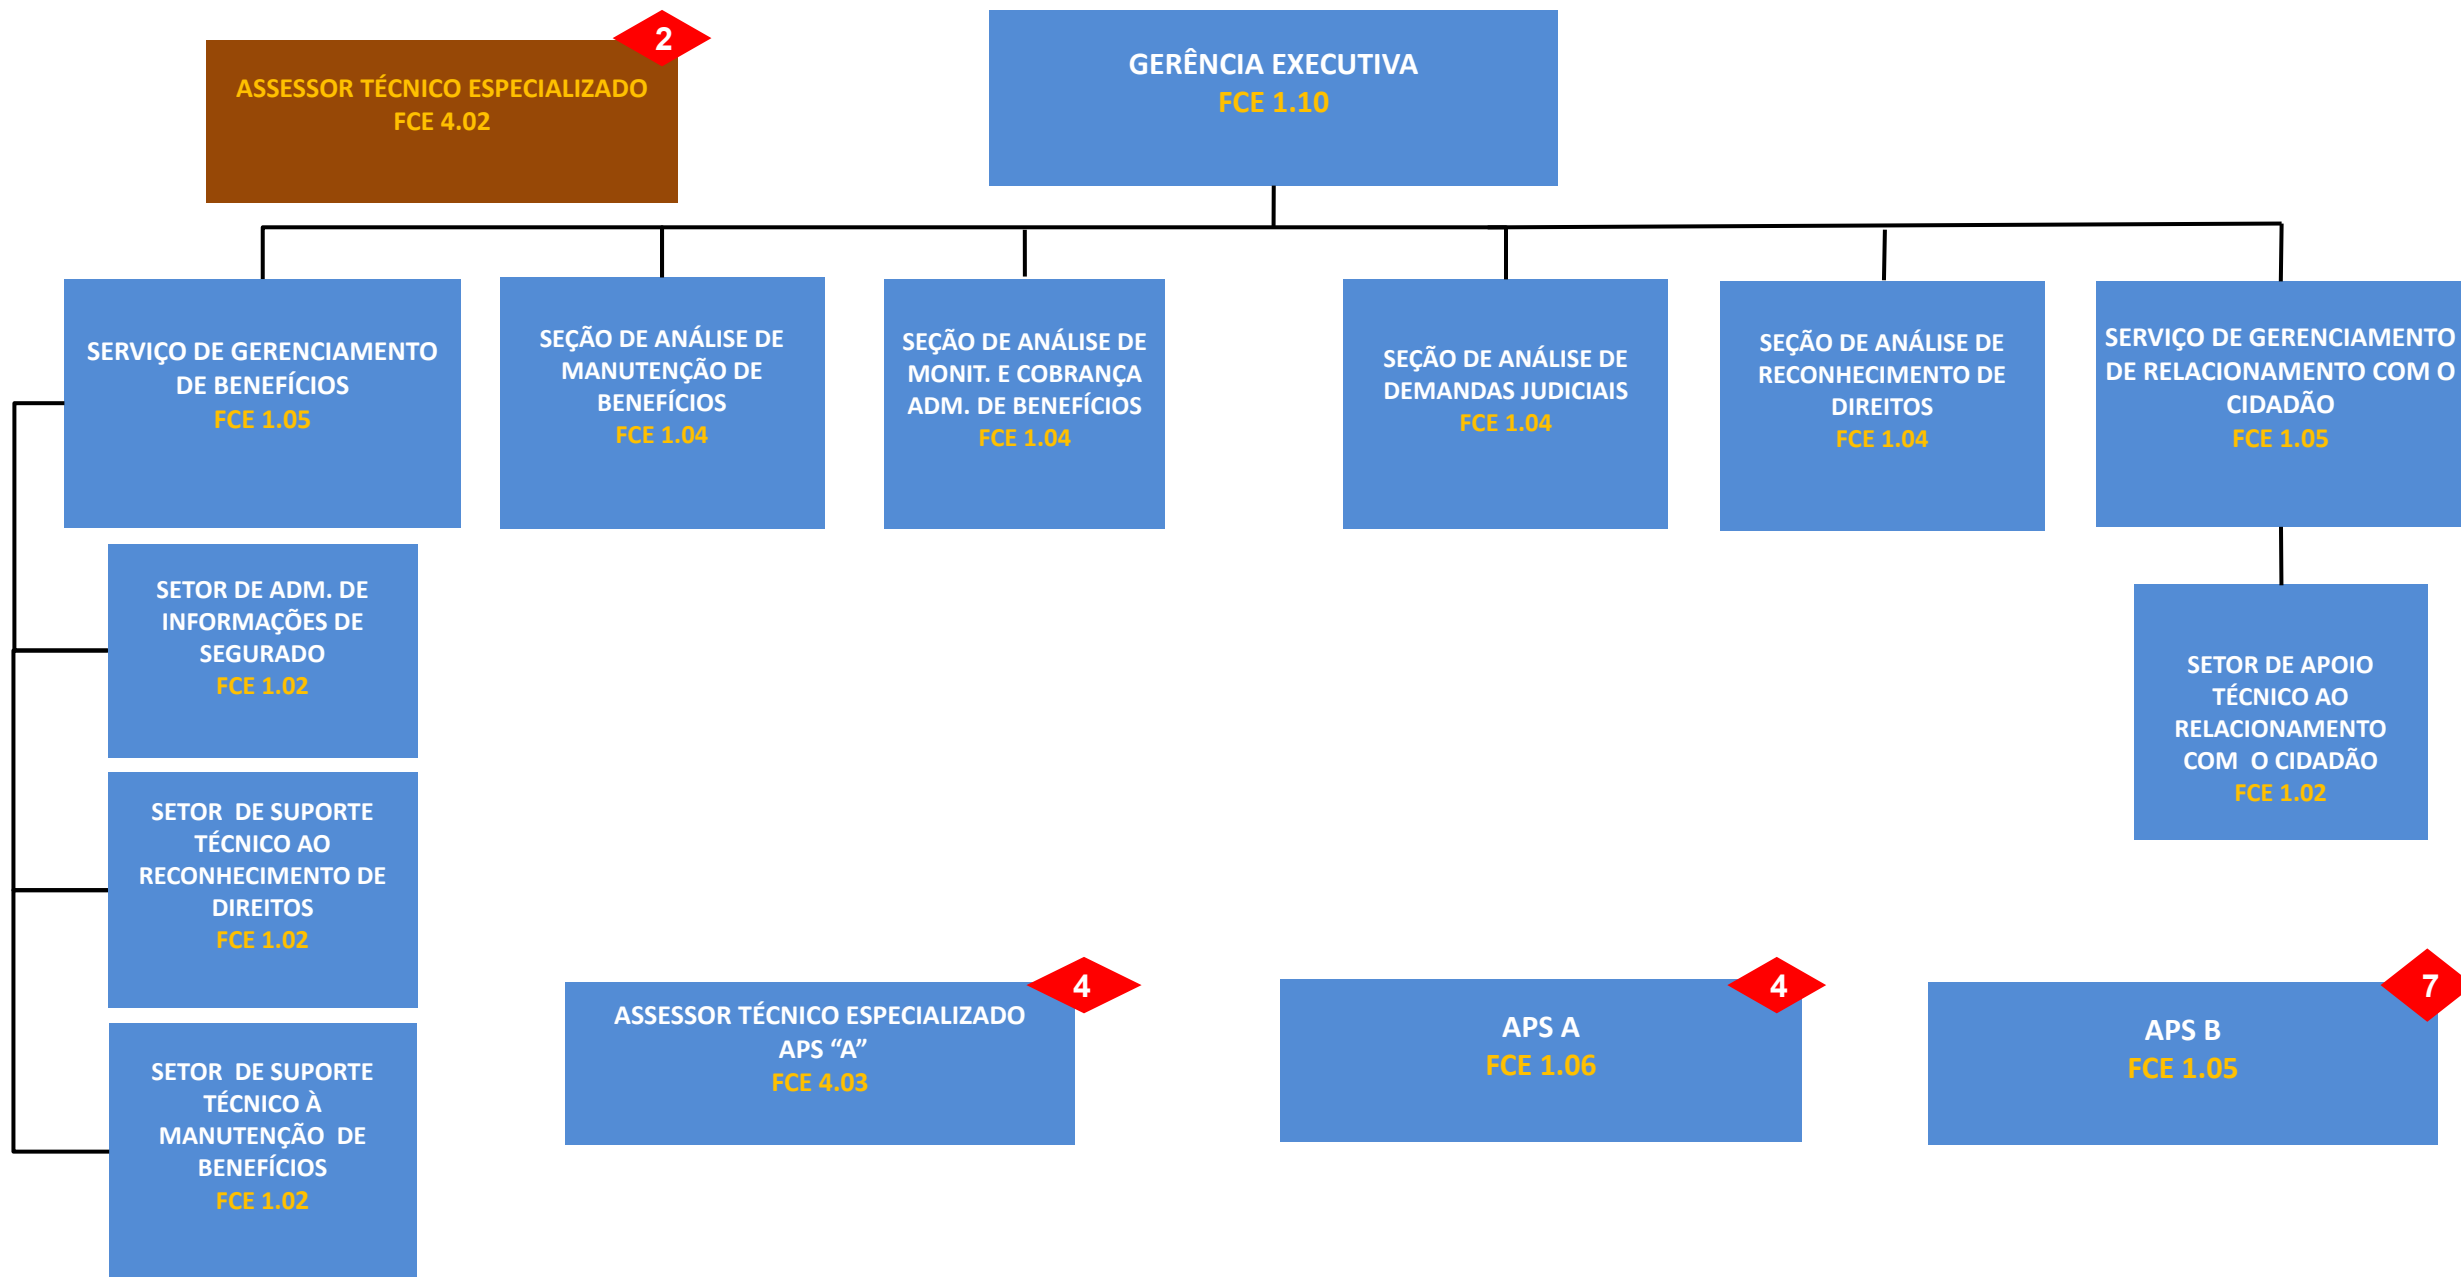 2
ASSESSOR TÉCNICO ESPECIALIZADO
FCE 4.02
GERÊNCIA EXECUTIVA
FCE 1.10
SERVIÇO DE GERENCIAMENTO
DE BENEFÍCIOS
FCE 1.05
SEÇÃO DE ANÁLISE DE
MANUTENÇÃO DE
BENEFÍCIOS
FCE 1.04
SEÇÃO DE ANÁLISE DE
MONIT. E COBRANÇA
ADM. DE BENEFÍCIOS
FCE 1.04
SEÇÃO DE ANÁLISE DE
DEMANDAS JUDICIAIS
FCE 1.04
SEÇÃO DE ANÁLISE DE
RECONHECIMENTO DE
DIREITOS
FCE 1.04
SERVIÇO DE GERENCIAMENTO
DE RELACIONAMENTO COM O
CIDADÃO
FCE 1.05
SETOR DE ADM. DE
INFORMAÇÕES DE
SEGURADO
FCE 1.02
SETOR DE APOIO
TÉCNICO AO
RELACIONAMENTO
COM O CIDADÃO
FCE 1.02
SETOR DE SUPORTE
TÉCNICO AO
RECONHECIMENTO DE
DIREITOS
FCE 1.02
SETOR DE SUPORTE
TÉCNICO À
MANUTENÇÃO DE
BENEFÍCIOS
FCE 1.02
4
ASSESSOR TÉCNICO ESPECIALIZADO
APS “A”
FCE 4.03
4
APS A
FCE 1.06
7
APS B
FCE 1.05